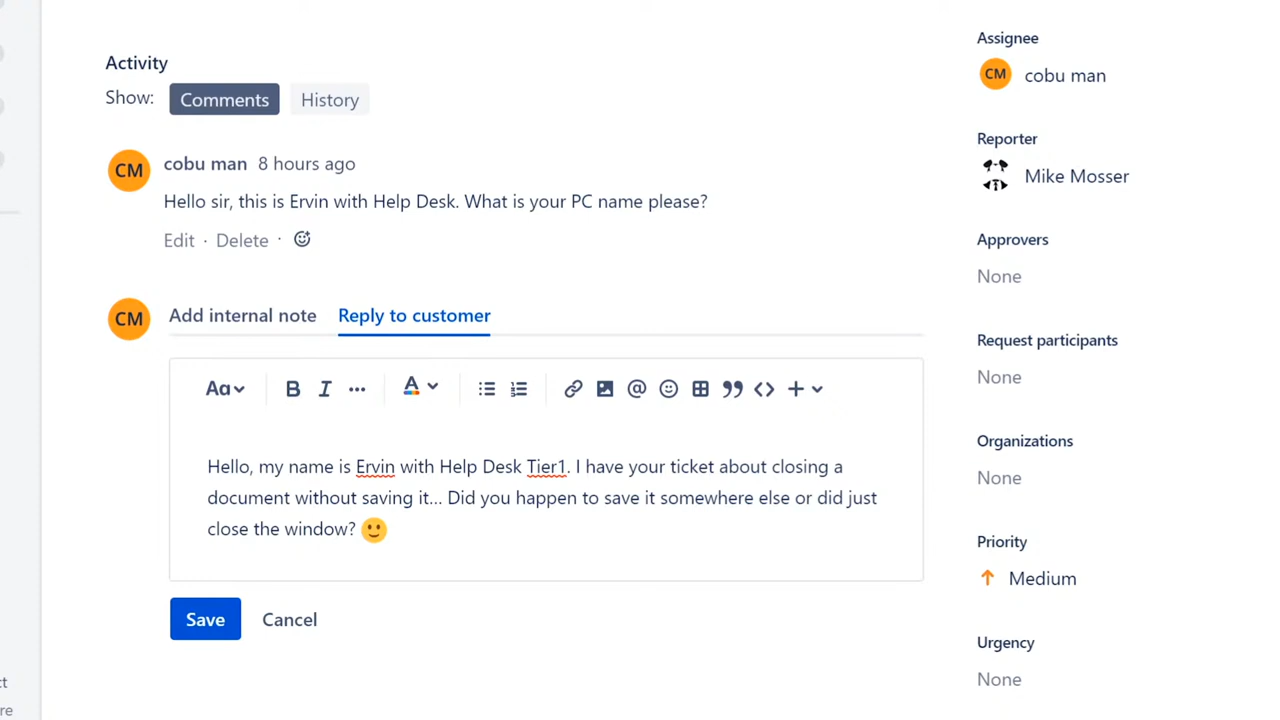 Activity
Show: Comments History
CM cobu man 8 hours ago
Hello sir, this is Ervin with Help Desk. What is your PC name please?
Edit · Delete ·
CM Add internal note Reply to customer
Aa B I ... A @ <> +
Hello, my name is Ervin with Help Desk Tier1. I have your ticket about closing a
document without saving it... Did you happen to save it somewhere else or did just
close the window? 🙂
Save Cancel
ct
re
Assignee
CM cobu man
Reporter
Mike Mosser
Approvers
None
Request participants
None
Organizations
None
Priority
Medium
Urgency
None